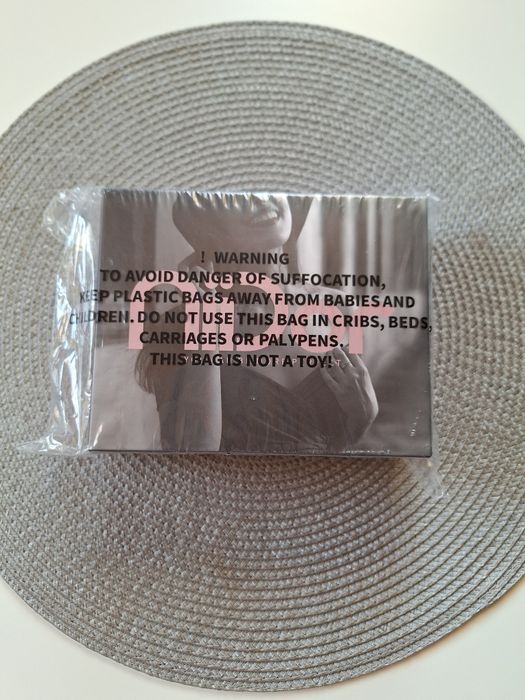 ! WARNING
TO AVOID DANGER OF SUFFOCATION,
KEEP PLASTIC BAGS AWAY FROM BABIES AND
CHILDREN. DO NOT USE THIS BAG IN CRIBS, BEDS,
CARRIAGES OR PALYPENS.
THIS BAG IS NOT A TOY!